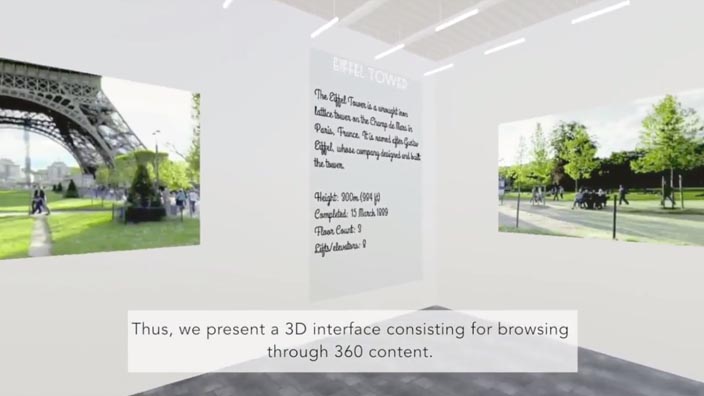 EIFFEL TOWER
The Eiffel Tower is a wrought iron
lattice tower on the Champ de Mars in
Paris, France. It is named after Gustav
Eiffel, whose company designed and built
the tower.
Height: 300m (984 ft)
Completed: 15 March 1889
Floor Count: 3
Lifts/elevators: 8
Thus, we present a 3D interface consisting for browsing
through 360 content.